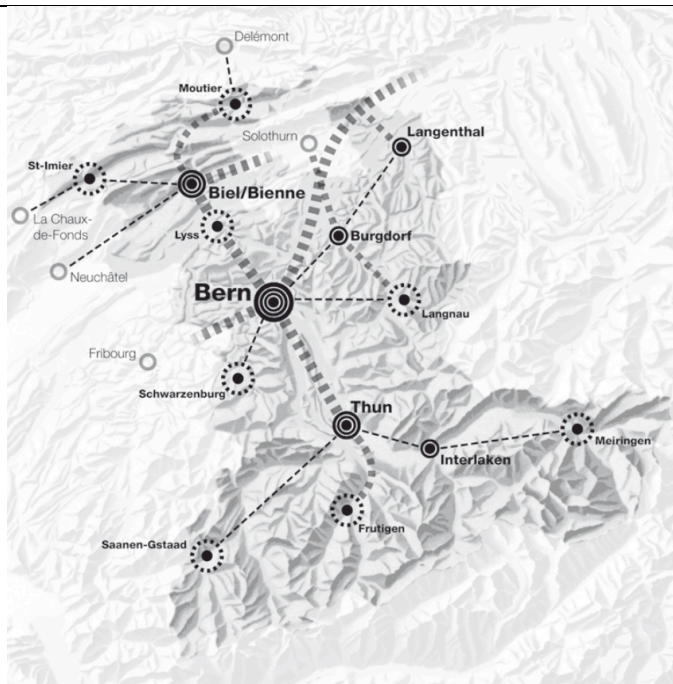 Delémont
Moutier
Langenthal
Solothurn
St-Imier
Biel/Bienne
La Chaux-
de-Fonds
Lyss
Burgdorf
Neuchâtel
Bern
Langnau
Fribourg
Schwarzenburg
Thun
Meiringen
Interlaken
Frutigen
Saanen-Gstaad